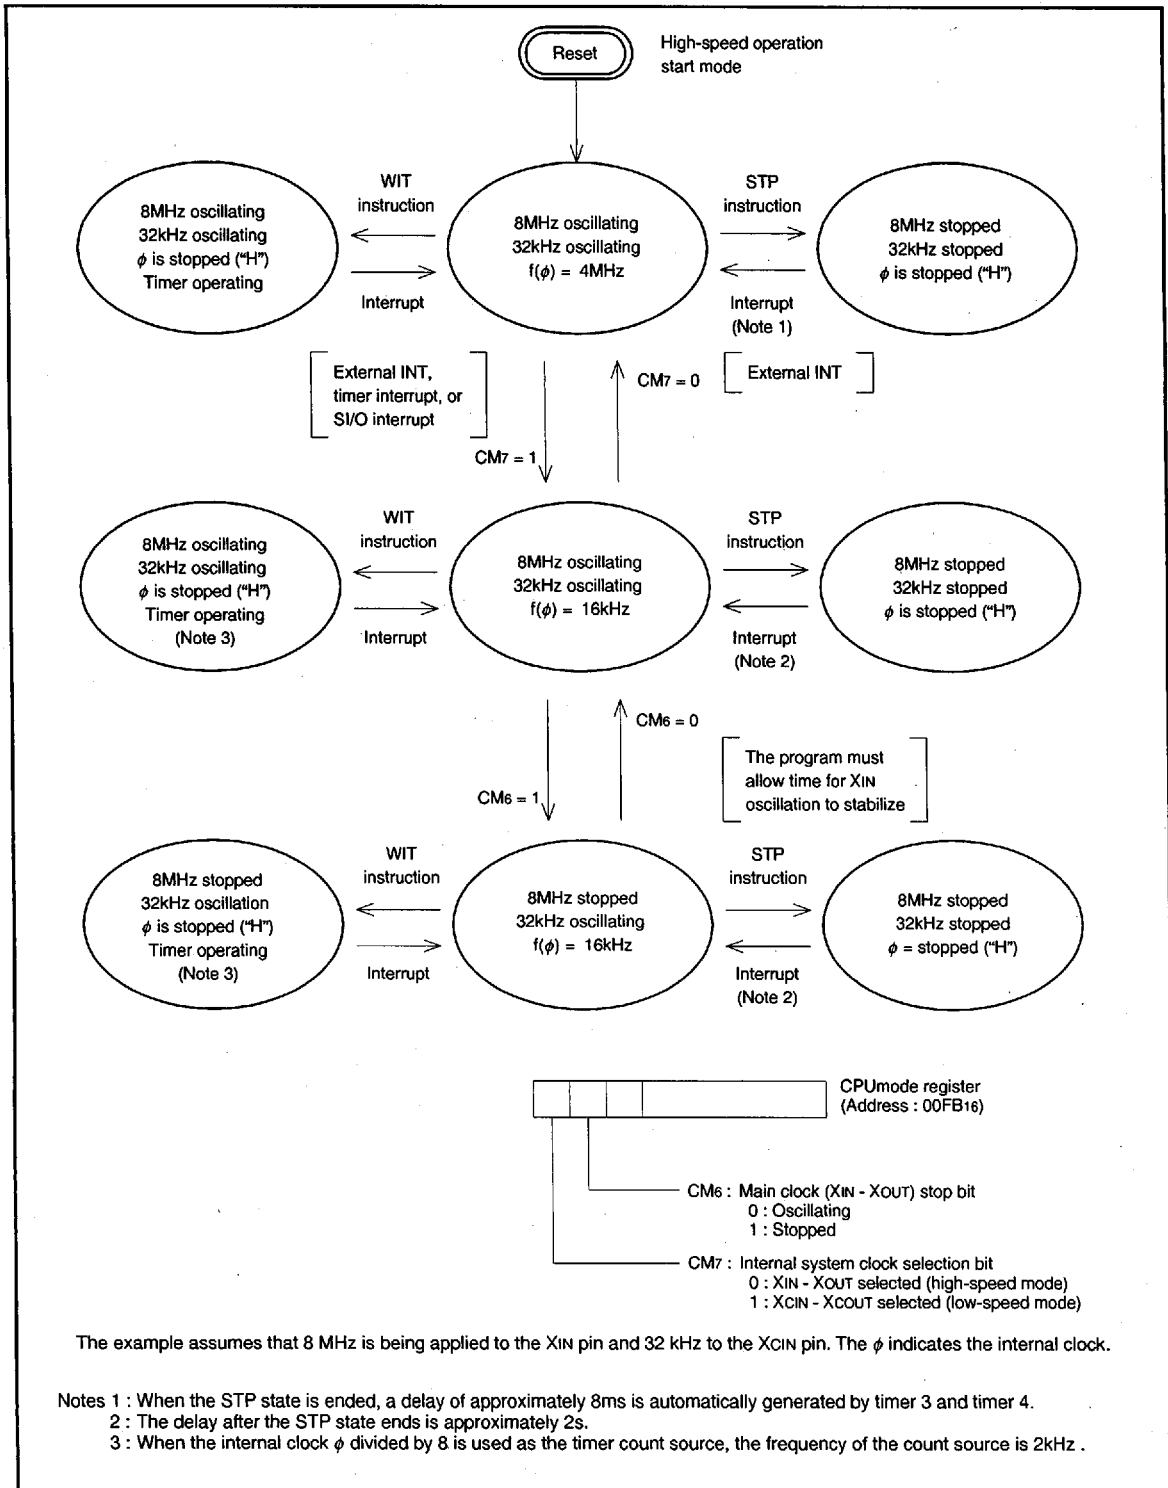 Reset
High-speed operation
start mode
8MHz oscillating
32kHz oscillating
ϕ is stopped ("H")
Timer operating
WIT
instruction
Interrupt
8MHz oscillating
32kHz oscillating
f(ϕ) = 4MHz
STP
instruction
Interrupt
(Note 1)
8MHz stopped
32kHz stopped
ϕ is stopped ("H")
External INT,
timer interrupt, or
SI/O interrupt
CM7 = 1
CM7 = 0
External INT
8MHz oscillating
32kHz oscillating
ϕ is stopped ("H")
Timer operating
(Note 3)
WIT
instruction
Interrupt
8MHz oscillating
32kHz oscillating
f(ϕ) = 16kHz
STP
instruction
Interrupt
(Note 2)
8MHz stopped
32kHz stopped
ϕ is stopped ("H")
CM6 = 1
CM6 = 0
The program must
allow time for XIN
oscillation to stabilize
8MHz stopped
32kHz oscillation
ϕ is stopped ("H")
Timer operating
(Note 3)
WIT
instruction
Interrupt
8MHz stopped
32kHz oscillating
f(ϕ) = 16kHz
STP
instruction
Interrupt
(Note 2)
8MHz stopped
32kHz stopped
ϕ = stopped ("H")
CPUmode register
(Address : 00FB16)
CM6 : Main clock (XIN - XOUT) stop bit
0 : Oscillating
1 : Stopped
CM7 : Internal system clock selection bit
0 : XIN - XOUT selected (high-speed mode)
1 : XCIN - XCOUT selected (low-speed mode)
The example assumes that 8 MHz is being applied to the XIN pin and 32 kHz to the XCIN pin. The ϕ indicates the internal clock.
Notes 1 : When the STP state is ended, a delay of approximately 8ms is automatically generated by timer 3 and timer 4.
2 : The delay after the STP state ends is approximately 2s.
3 : When the internal clock ϕ divided by 8 is used as the timer count source, the frequency of the count source is 2kHz .